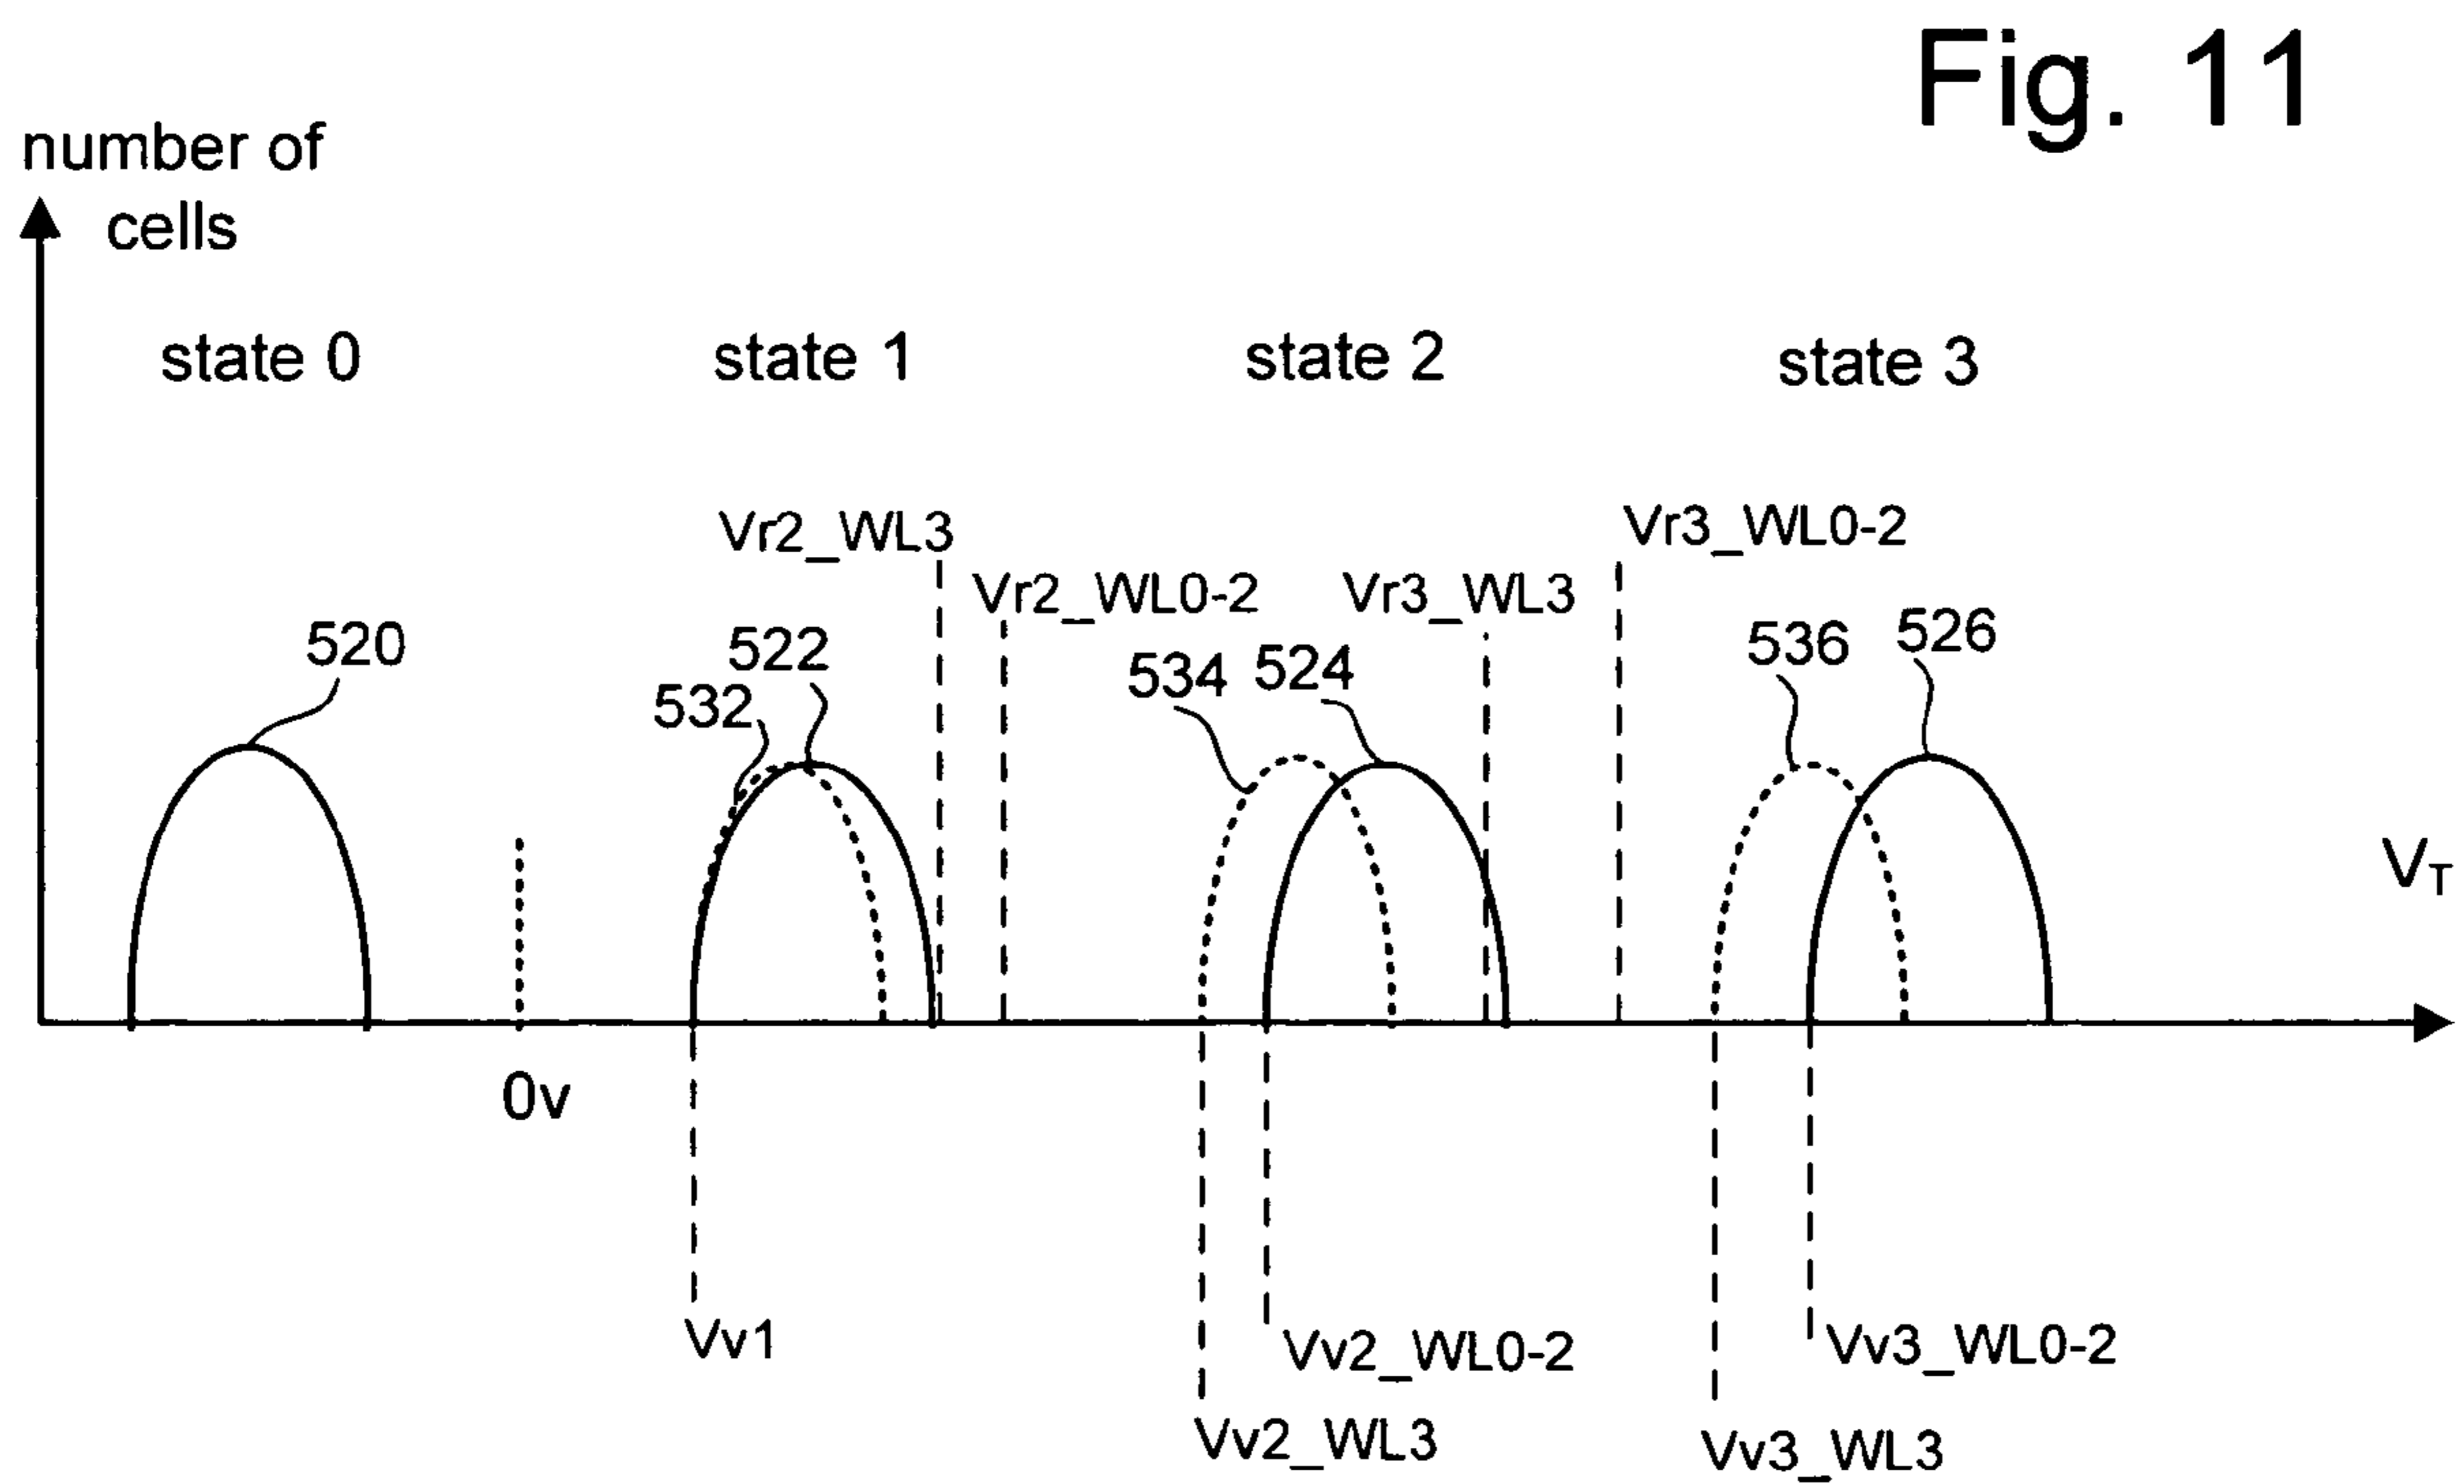 Fig. 11
number of
cells
state 0
state 1
state 2
state 3
Vr2_WL3
Vr2_WL0-2
Vr3_WL3
Vr3_WL0-2
520
532
522
534
524
536
526
VT
0v
Vv1
Vv2_WL3
Vv2_WL0-2
Vv3_WL3
Vv3_WL0-2